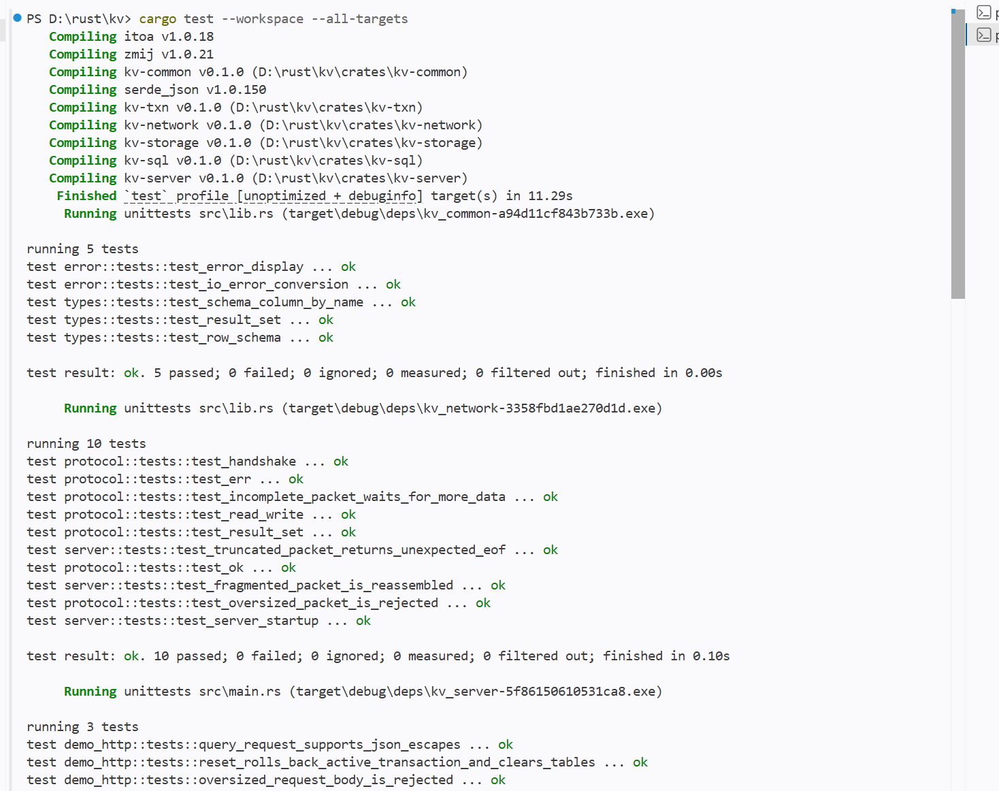 PS D:\rust\kv> cargo test --workspace --all-targets
   Compiling itoa v1.0.18
   Compiling zmij v1.0.21
   Compiling kv-common v0.1.0 (D:\rust\kv\crates\kv-common)
   Compiling serde_json v1.0.150
   Compiling kv-txn v0.1.0 (D:\rust\kv\crates\kv-txn)
   Compiling kv-network v0.1.0 (D:\rust\kv\crates\kv-network)
   Compiling kv-storage v0.1.0 (D:\rust\kv\crates\kv-storage)
   Compiling kv-sql v0.1.0 (D:\rust\kv\crates\kv-sql)
   Compiling kv-server v0.1.0 (D:\rust\kv\crates\kv-server)
    Finished `test` profile [unoptimized + debuginfo] target(s) in 11.29s
     Running unittests src\lib.rs (target\debug\deps\kv_common-a94d11cf843b733b.exe)

running 5 tests
test error::tests::test_error_display ... ok
test error::tests::test_io_error_conversion ... ok
test types::tests::test_schema_column_by_name ... ok
test types::tests::test_result_set ... ok
test types::tests::test_row_schema ... ok

test result: ok. 5 passed; 0 failed; 0 ignored; 0 measured; 0 filtered out; finished in 0.00s

     Running unittests src\lib.rs (target\debug\deps\kv_network-3358fbd1ae270d1d.exe)

running 10 tests
test protocol::tests::test_handshake ... ok
test protocol::tests::test_err ... ok
test protocol::tests::test_incomplete_packet_waits_for_more_data ... ok
test protocol::tests::test_read_write ... ok
test protocol::tests::test_result_set ... ok
test server::tests::test_truncated_packet_returns_unexpected_eof ... ok
test protocol::tests::test_ok ... ok
test server::tests::test_fragmented_packet_is_reassembled ... ok
test protocol::tests::test_oversized_packet_is_rejected ... ok
test server::tests::test_server_startup ... ok

test result: ok. 10 passed; 0 failed; 0 ignored; 0 measured; 0 filtered out; finished in 0.10s

     Running unittests src\main.rs (target\debug\deps\kv_server-5f86150610531ca8.exe)

running 3 tests
test demo_http::tests::query_request_supports_json_escapes ... ok
test demo_http::tests::reset_rolls_back_active_transaction_and_clears_tables ... ok
test demo_http::tests::oversized_request_body_is_rejected ... ok